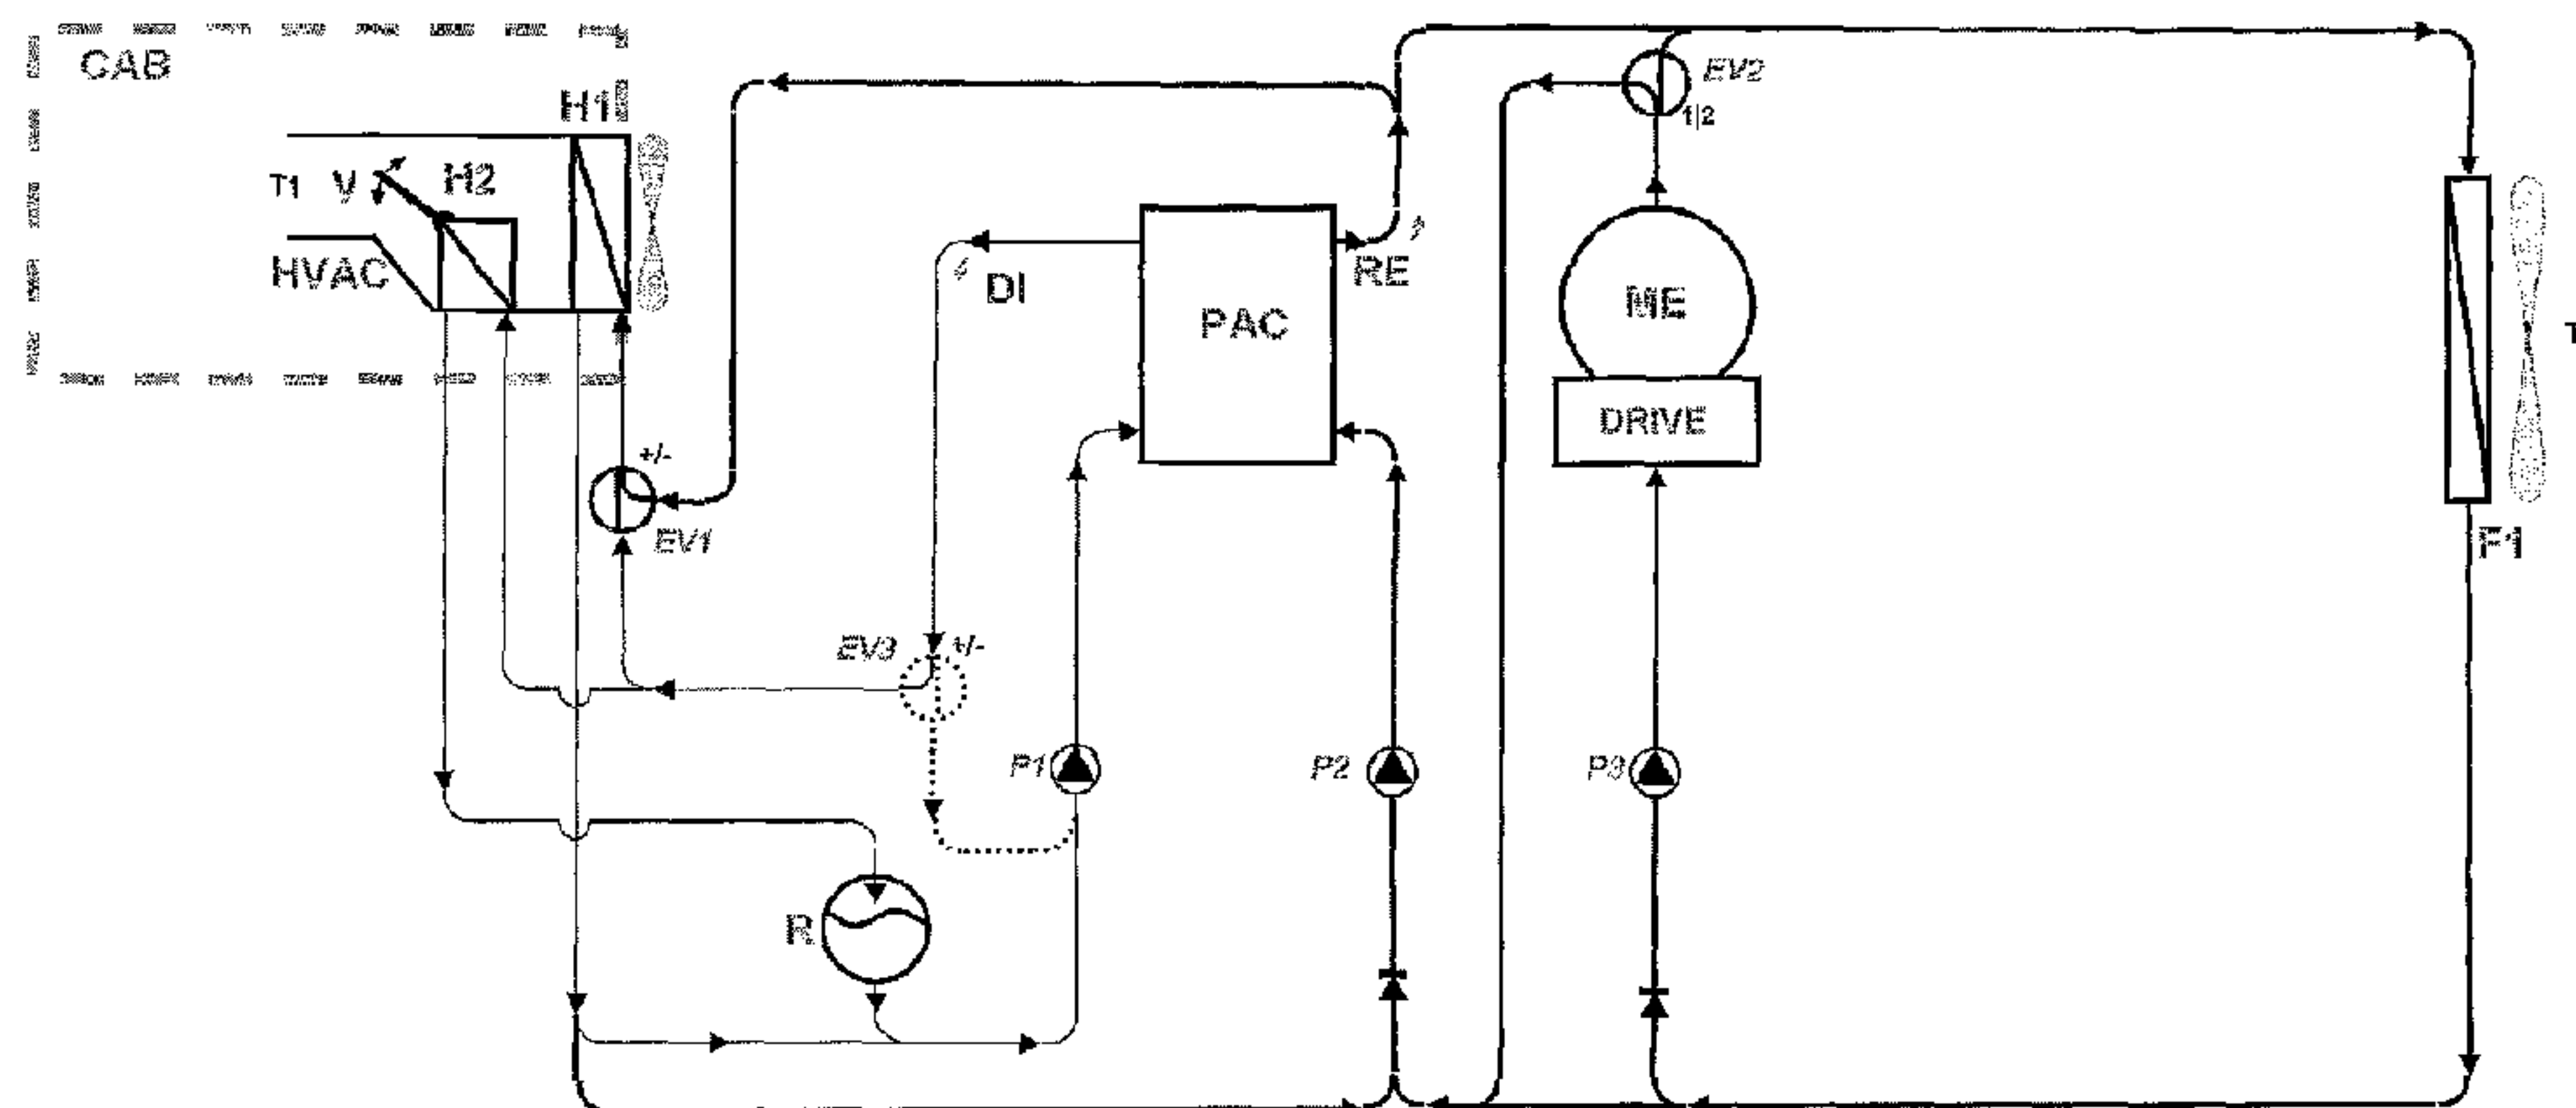 CAB
H1
EV2
1|2
T1 V H2
HVAC
DI
RE
PAC
ME
DRIVE
T
+/-
EV1
F1
EV3 +/-
P1
P2
P3
R